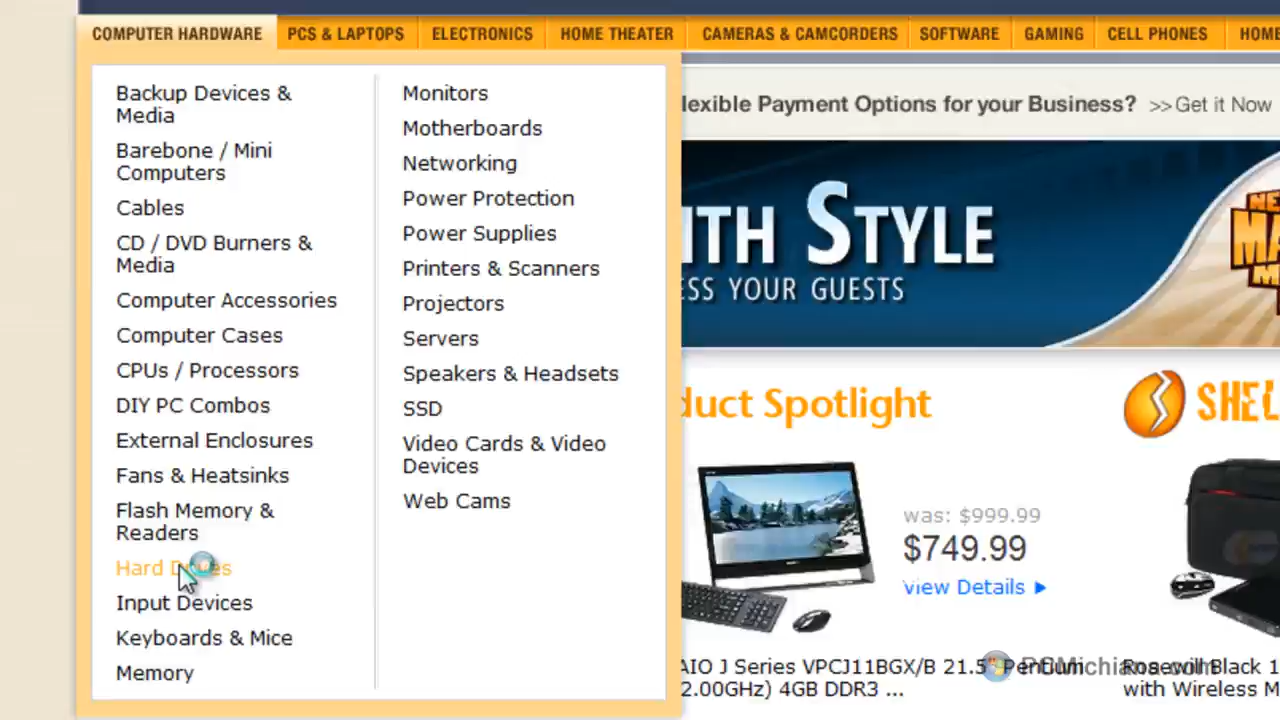 COMPUTER HARDWARE PCS & LAPTOPS ELECTRONICS HOME THEATER CAMERAS & CAMCORDERS SOFTWARE GAMING CELL PHONES
Backup Devices &
Media
Barebone / Mini
Computers
Cables
CD / DVD Burners &
Media
Computer Accessories
Computer Cases
CPUs / Processors
DIY PC Combos
External Enclosures
Fans & Heatsinks
Flash Memory &
Readers
Hard Drives
Input Devices
Keyboards & Mice
Memory
Monitors
Motherboards
Networking
Power Protection
Power Supplies
Printers & Scanners
Projectors
Servers
Speakers & Headsets
SSD
Video Cards & Video
Devices
Web Cams
lexible Payment Options for your Business? >>Get it Now
ITH STYLE
ESS YOUR GUESTS
duct Spotlight
was: $999.99
$749.99
View Details
AIO J Series VPCJ11BGX/B 21.5" Pentium
2.00GHz) 4GB DDR3 ...
SHEL
Rosewill Black 1
with Wireless M
PCMichiana.com